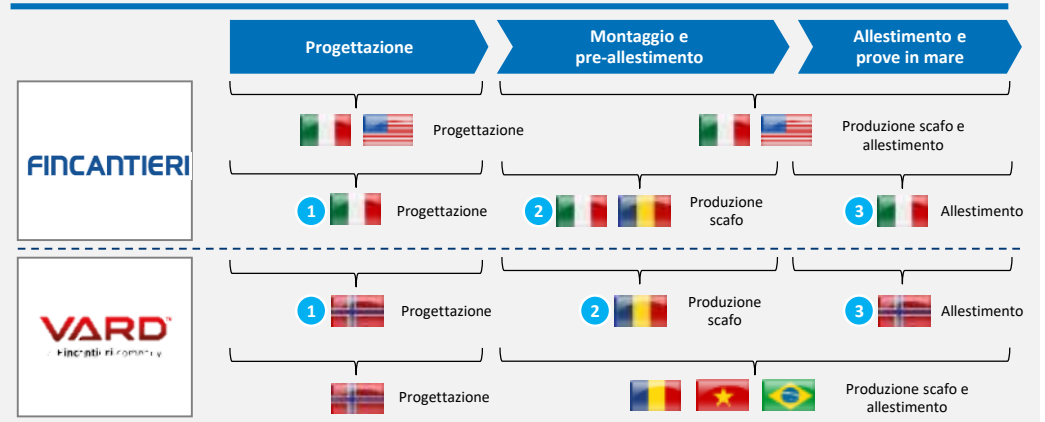 Progettazione
Montaggio e
pre-allestimento
Allestimento e
prove in mare
FINCANTIERI
Progettazione
Produzione scafo e
allestimento
1
Progettazione
2
Produzione
scafo
3
Allestimento
VARD
1
Progettazione
2
Produzione
scafo
3
Allestimento
Progettazione
Produzione scafo e
allestimento